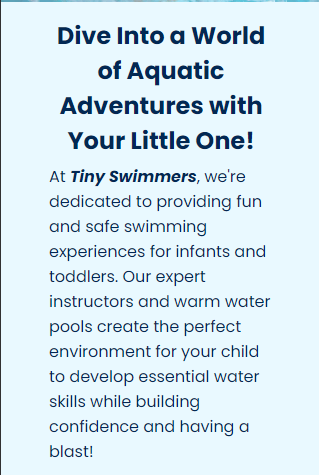 Dive Into a World
of Aquatic
Adventures with
Your Little One!
At Tiny Swimmers, we're
dedicated to providing fun
and safe swimming
experiences for infants and
toddlers. Our expert
instructors and warm water
pools create the perfect
environment for your child
to develop essential water
skills while building
confidence and having a
blast!